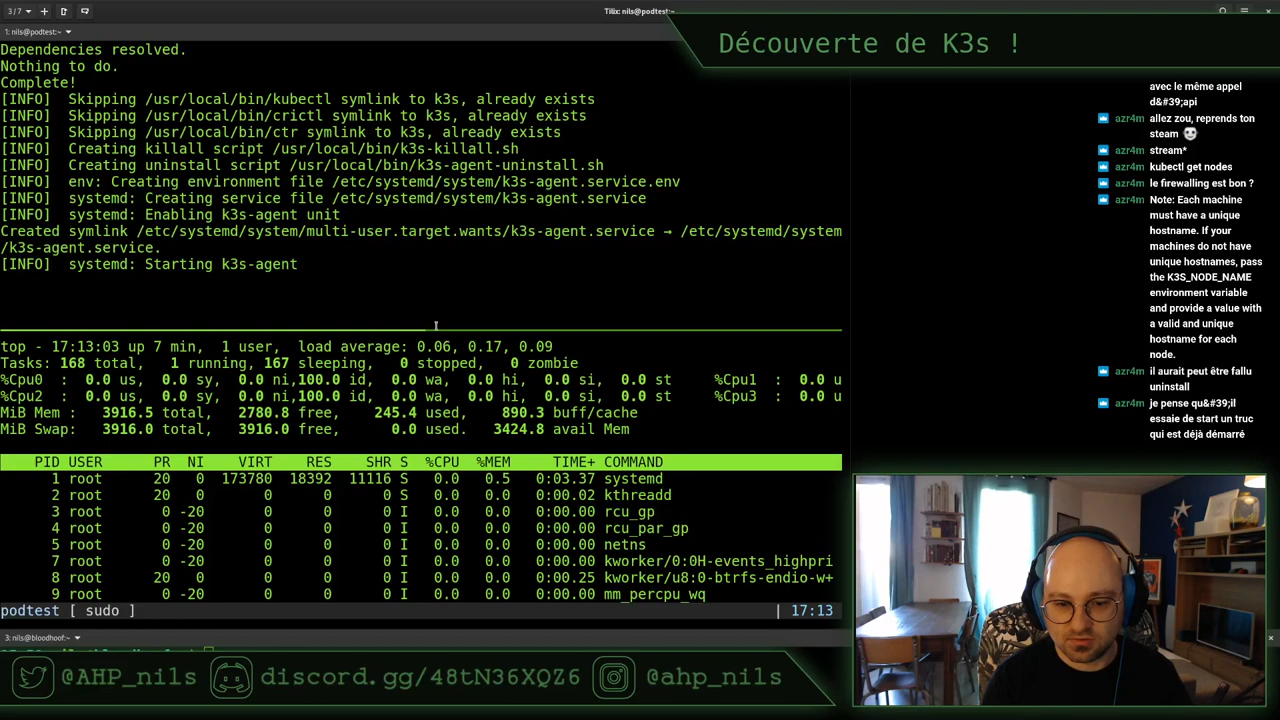 3/7
Tilix: nils@podtest:~
1: nils@podtest:~
Découverte de K3s !
Dependencies resolved.
Nothing to do.
Complete!
[INFO]  Skipping /usr/local/bin/kubectl symlink to k3s, already exists
[INFO]  Skipping /usr/local/bin/crictl symlink to k3s, already exists
[INFO]  Skipping /usr/local/bin/ctr symlink to k3s, already exists
[INFO]  Creating killall script /usr/local/bin/k3s-killall.sh
[INFO]  Creating uninstall script /usr/local/bin/k3s-agent-uninstall.sh
[INFO]  env: Creating environment file /etc/systemd/system/k3s-agent.service.env
[INFO]  systemd: Creating service file /etc/systemd/system/k3s-agent.service
[INFO]  systemd: Enabling k3s-agent unit
Created symlink /etc/systemd/system/multi-user.target.wants/k3s-agent.service → /etc/systemd/system
/k3s-agent.service.
[INFO]  systemd: Starting k3s-agent
top - 17:13:03 up 7 min,  1 user,  load average: 0.06, 0.17, 0.09
Tasks: 168 total,   1 running, 167 sleeping,   0 stopped,   0 zombie
%Cpu0  :  0.0 us,  0.0 sy,  0.0 ni,100.0 id,  0.0 wa,  0.0 hi,  0.0 si,  0.0 st     %Cpu1  :  0.0 u
%Cpu2  :  0.0 us,  0.0 sy,  0.0 ni,100.0 id,  0.0 wa,  0.0 hi,  0.0 si,  0.0 st     %Cpu3  :  0.0 u
MiB Mem :   3916.5 total,   2780.8 free,    245.4 used,    890.3 buff/cache
MiB Swap:   3916.0 total,   3916.0 free,      0.0 used.   3424.8 avail Mem
PID USER      PR  NI    VIRT    RES    SHR S  %CPU  %MEM     TIME+ COMMAND
1 root      20   0  173780  18392  11116 S   0.0   0.5   0:03.37 systemd
2 root      20   0       0      0      0 S   0.0   0.0   0:00.02 kthreadd
3 root       0 -20       0      0      0 I   0.0   0.0   0:00.00 rcu_gp
4 root       0 -20       0      0      0 I   0.0   0.0   0:00.00 rcu_par_gp
5 root       0 -20       0      0      0 I   0.0   0.0   0:00.00 netns
7 root       0 -20       0      0      0 I   0.0   0.0   0:00.00 kworker/0:0H-events_highpri
8 root      20   0       0      0      0 I   0.0   0.0   0:00.25 kworker/u8:0-btrfs-endio-w+
9 root       0 -20       0      0      0 I   0.0   0.0   0:00.00 mm_percpu_wq
podtest [ sudo ]
| 17:13
3: nils@bloodhoof:~
avec le même appel
d&#39;api
azr4m allez zou, reprends ton
steam
azr4m stream*
azr4m kubectl get nodes
azr4m le firewalling est bon ?
azr4m Note: Each machine
must have a unique
hostname. If your
machines do not have
unique hostnames, pass
the K3S_NODE_NAME
environment variable
and provide a value with
a valid and unique
hostname for each
node.
azr4m il aurait peut être fallu
uninstall
azr4m je pense qu&#39;il
essaie de start un truc
qui est déjà démarré
@AHP_nils
discord.gg/48tN36XQZ6
@ahp_nils